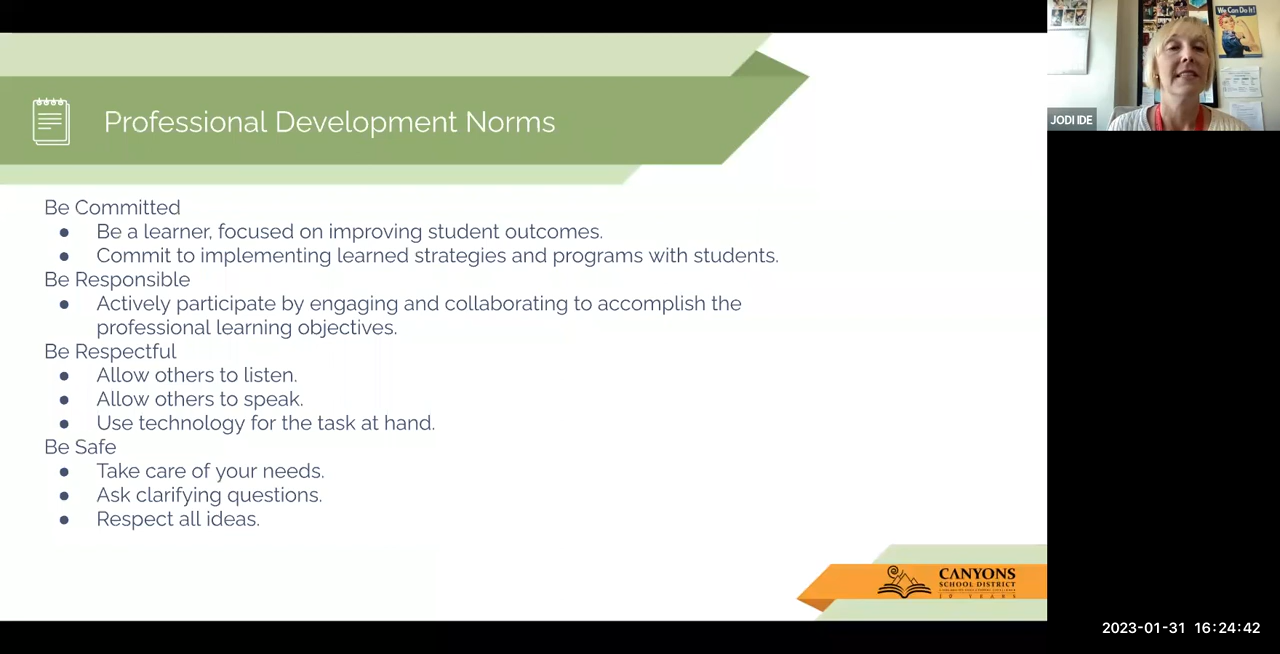 Professional Development Norms
Be Committed
● Be a learner, focused on improving student outcomes.
● Commit to implementing learned strategies and programs with students.
Be Responsible
● Actively participate by engaging and collaborating to accomplish the
professional learning objectives.
Be Respectful
● Allow others to listen.
● Allow others to speak.
● Use technology for the task at hand.
Be Safe
● Take care of your needs.
● Ask clarifying questions.
● Respect all ideas.
CANYONS
SCHOOL DISTRICT
We Can Do It!
JODI IDE
2023-01-31 16:24:42